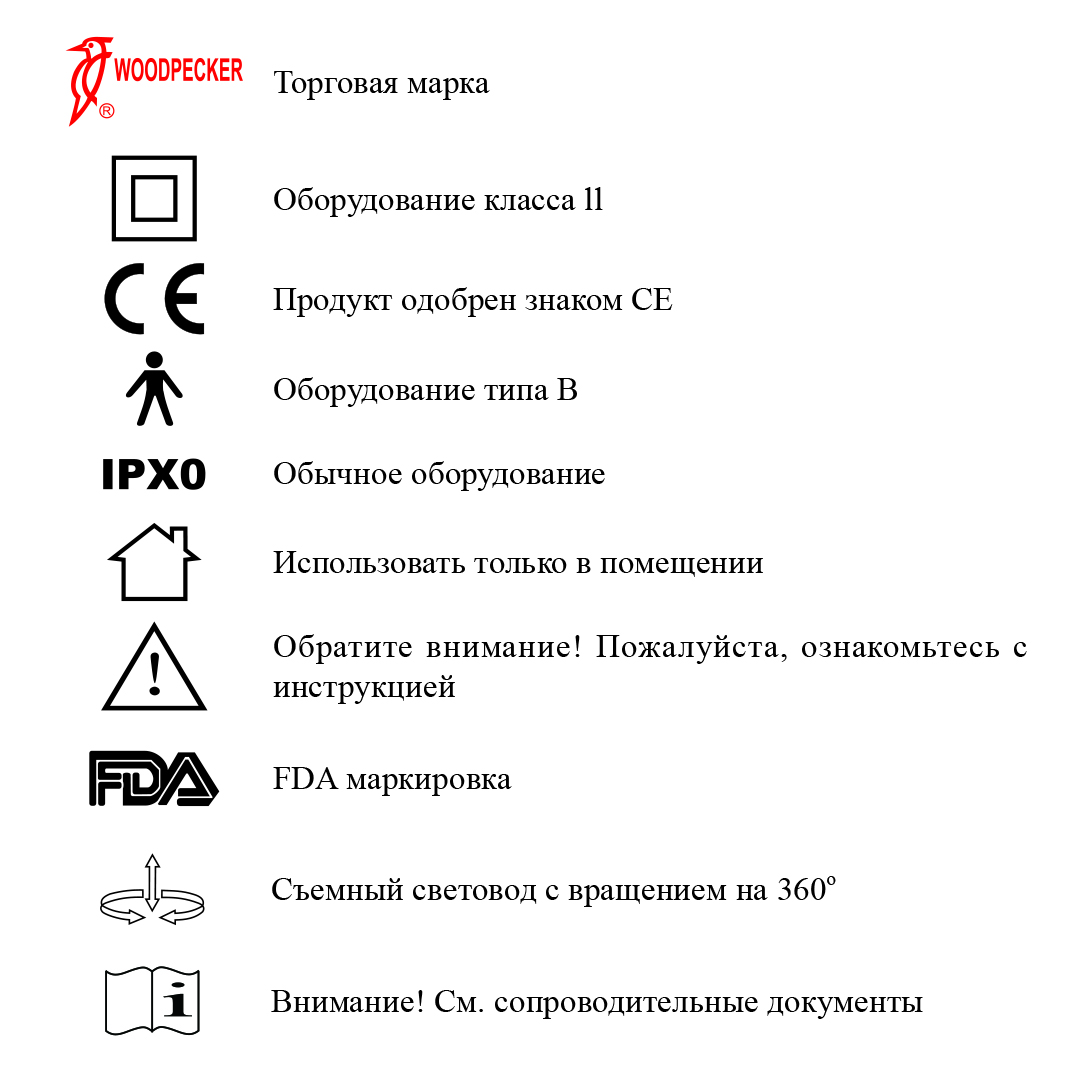 WOODPECKER ® Торговая марка
Оборудование класса ll
CE Продукт одобрен знаком CE
Оборудование типа B
IPX0 Обычное оборудование
Использовать только в помещении
! Обратите внимание! Пожалуйста, ознакомьтесь с
инструкцией
FDA FDA маркировка
Съемный световод с вращением на 360º
i Внимание! См. сопроводительные документы